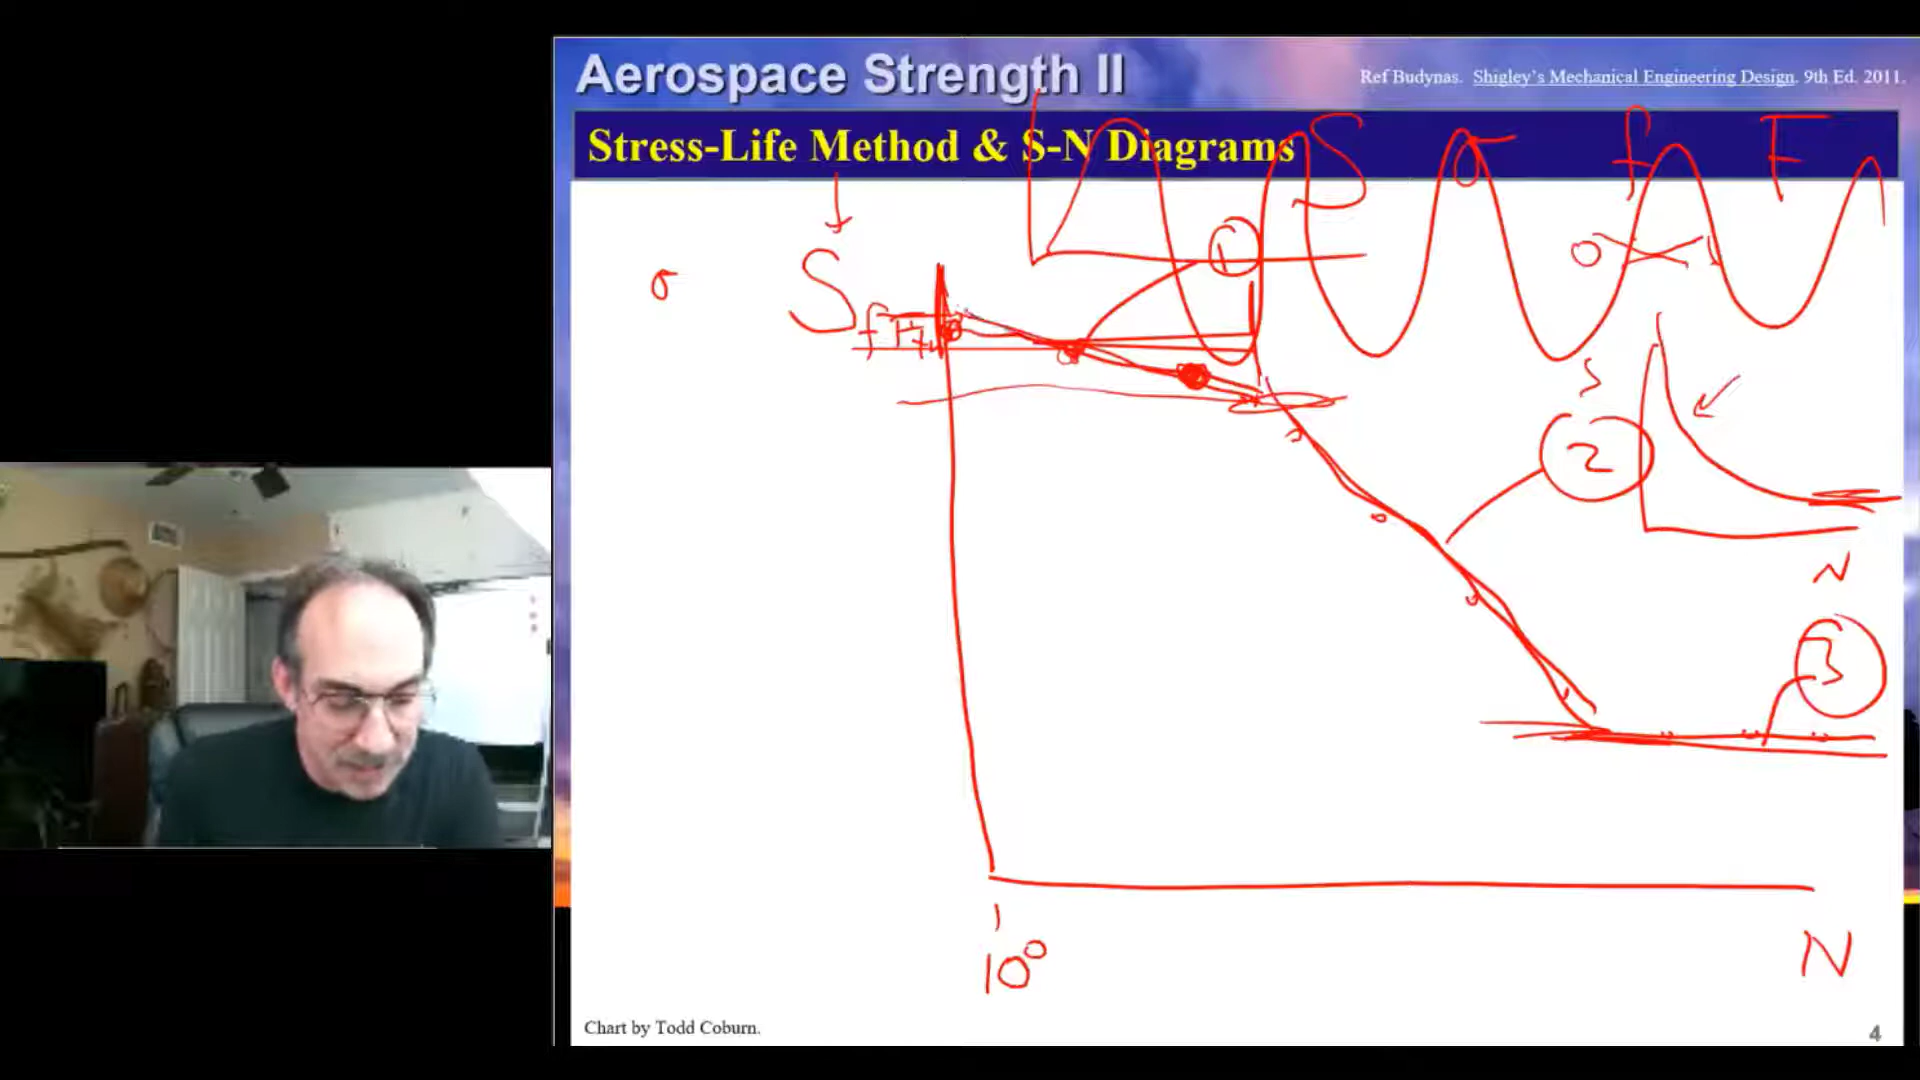 Aerospace Strength II
Ref Budynas. Shigley's Mechanical Engineering Design. 9th Ed. 2011.
Stress-Life Method & S-N Diagrams
S σ f F
1
σ
S
f
S
2
N
3
1
10⁰
N
Chart by Todd Coburn.
4